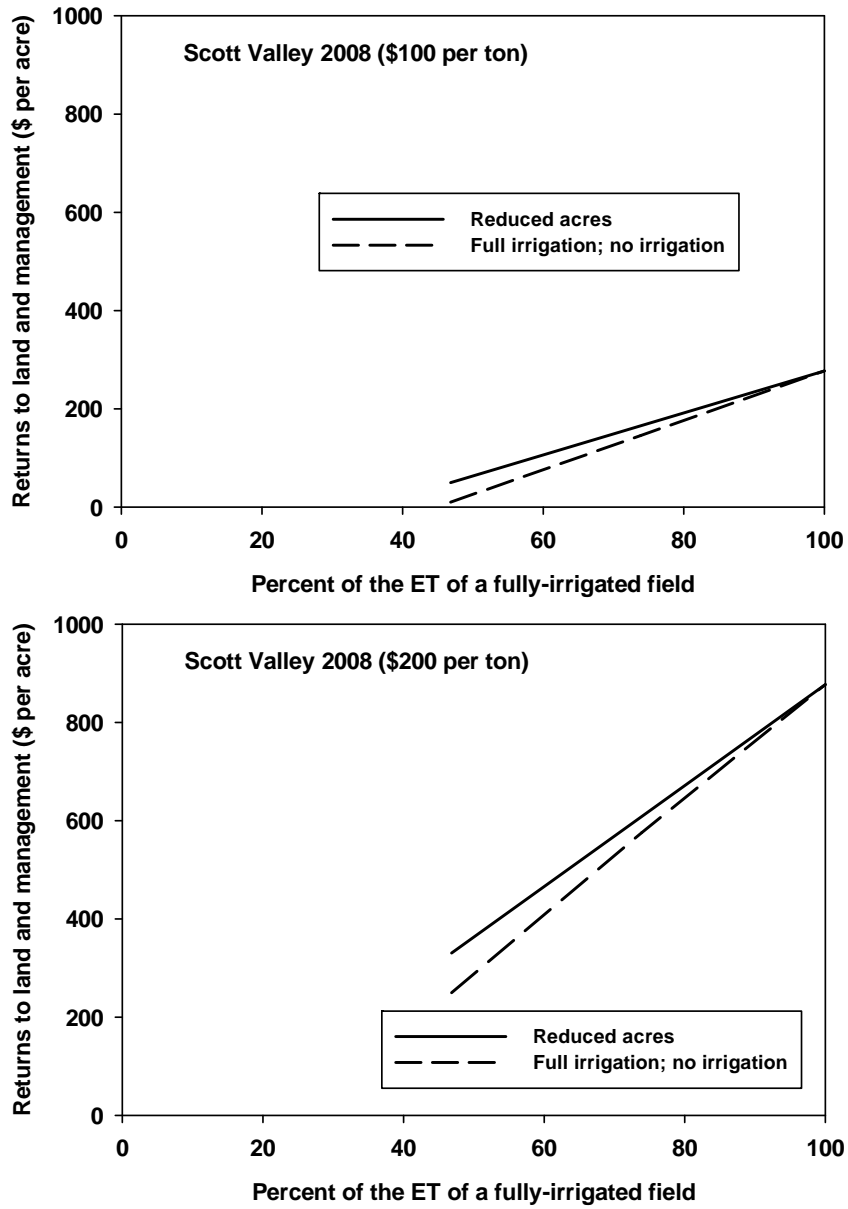 Returns to land and management ($ per acre)
1000
800
600
400
200
0
Scott Valley 2008 ($100 per ton)
Reduced acres
Full irrigation; no irrigation
0 20 40 60 80 100
Percent of the ET of a fully-irrigated field
Returns to land and management ($ per acre)
1000
800
600
400
200
0
Scott Valley 2008 ($200 per ton)
Reduced acres
Full irrigation; no irrigation
0 20 40 60 80 100
Percent of the ET of a fully-irrigated field